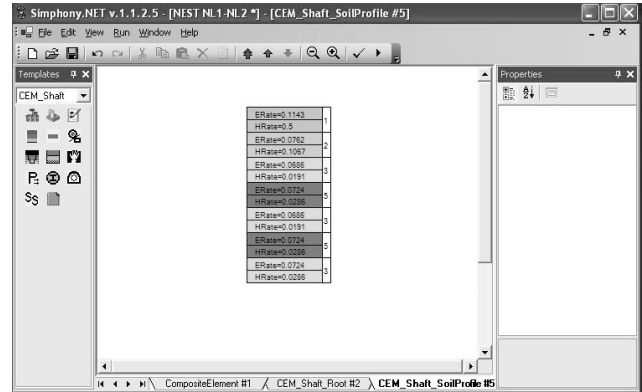 Simphony.NET v.1.1.2.5 - [NEST NL1-NL2 *] - [CEM_Shaft_SoilProfile #5]
File Edit View Run Window Help
Templates
CEM_Shaft
Properties
ERate=0.1143
HRate=0.5
1
ERate=0.0762
HRate=0.1067
2
ERate=0.0686
HRate=0.0191
3
ERate=0.0724
HRate=0.0286
5
ERate=0.0686
HRate=0.0191
3
ERate=0.0724
HRate=0.0286
5
ERate=0.0724
HRate=0.0286
3
CompositeElement #1 CEM_Shaft_Root #2 CEM_Shaft_SoilProfile #5